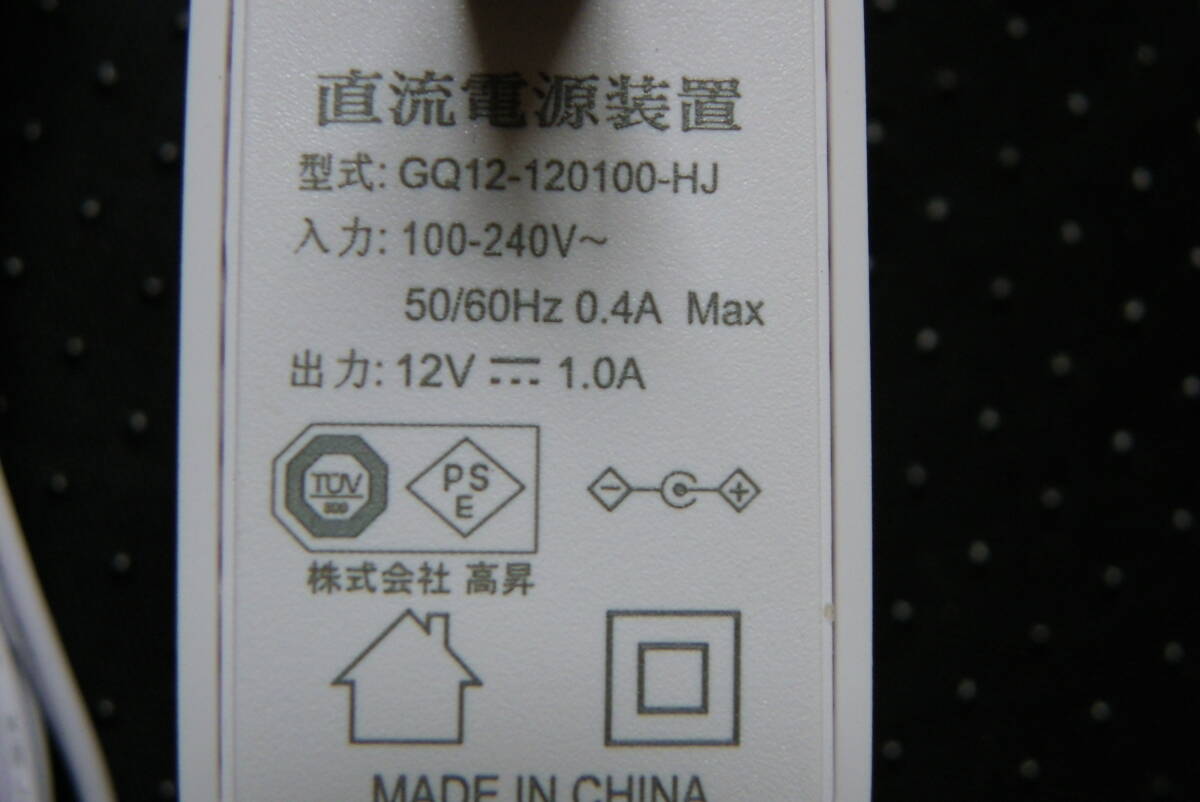 直流電源装置
型式: GQ12-120100-HJ
入力: 100-240V~
50/60Hz 0.4A Max
出力: 12V ⎓ 1.0A
TÜV
PS
E
株式会社 高昇
MADE IN CHINA